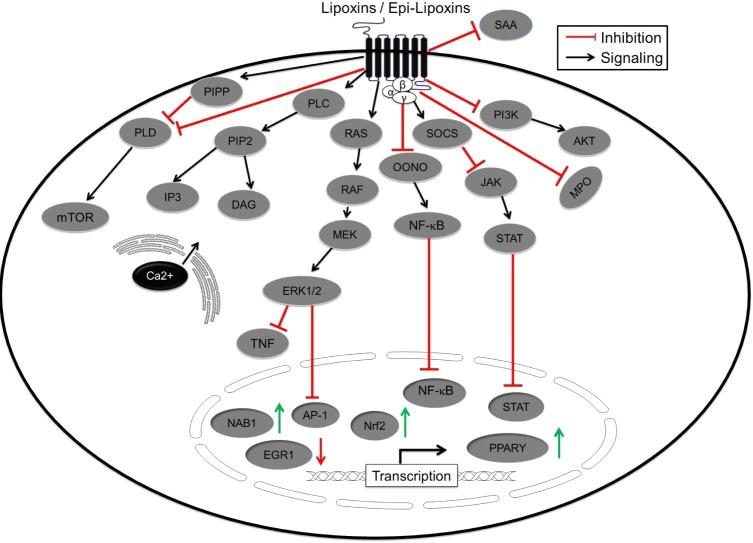 Lipoxins / Epi-Lipoxins
SAA
Inhibition
Signaling
PIPP
PLC
β
α
γ
PI3K
AKT
PLD
PIP2
RAS
SOCS
OONO
JAK
MPO
IP3
DAG
RAF
mTOR
MEK
NF-κB
STAT
Ca2+
ERK1/2
TNF
NF-κB
STAT
NAB1
AP-1
Nrf2
EGR1
PPARY
Transcription